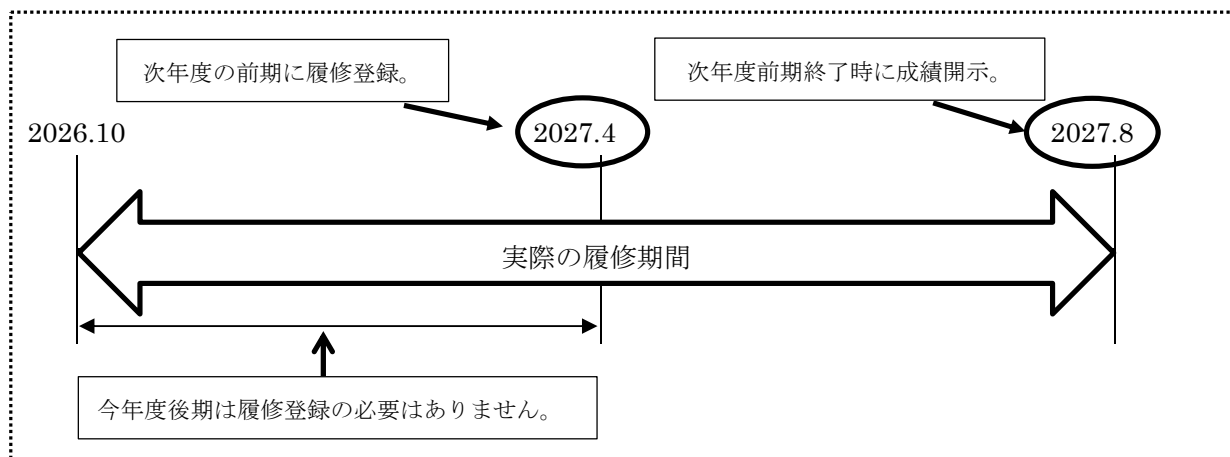 次年度の前期に履修登録。
次年度前期終了時に成績開示。
2026.10
2027.4
2027.8
実際の履修期間
今年度後期は履修登録の必要はありません。